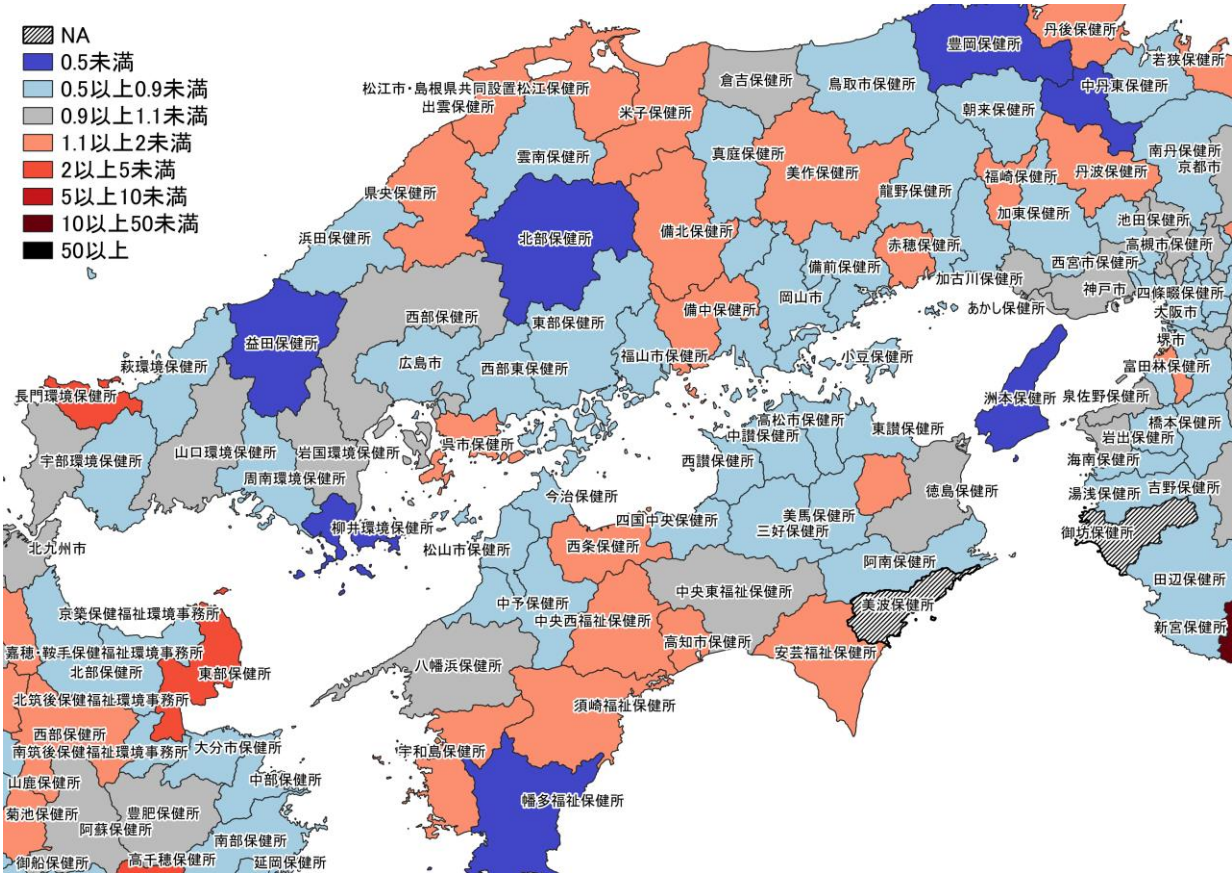 NA
0.5未満
0.5以上0.9未満
0.9以上1.1未満
1.1以上2未満
2以上5未満
5以上10未満
10以上50未満
50以上
丹後保健所
豊岡保健所
若狭保健所
倉吉保健所
鳥取市保健所
中丹東保健所
松江市・島根県共同設置松江保健所
出雲保健所
米子保健所
朝来保健所
雲南保健所
真庭保健所
南丹保健所
京都市
県央保健所
美作保健所
龍野保健所
福崎保健所
丹波保健所
浜田保健所
北部保健所
備北保健所
加東保健所
池田保健所
赤穂保健所
高槻市保健所
備前保健所
西宮市保健所
加古川保健所
神戸市
四條畷保健所
岡山市
あかし保健所
大阪市
西部保健所
東部保健所
備中保健所
堺市
益田保健所
広島市
西部東保健所
福山市保健所
小豆保健所
萩環境保健所
富田林保健所
長門環境保健所
洲本保健所
泉佐野保健所
高松市保健所
橋本保健所
呉市保健所
中讃保健所
東讃保健所
岩出保健所
宇部環境保健所
山口環境保健所
岩国環境保健所
西讃保健所
海南保健所
周南環境保健所
徳島保健所
湯浅保健所
吉野保健所
今治保健所
美馬保健所
四国中央保健所
三好保健所
柳井環境保健所
御坊保健所
北九州市
松山市保健所
西条保健所
阿南保健所
中央東福祉保健所
田辺保健所
中予保健所
美波保健所
京築保健福祉環境事務所
中央西福祉保健所
新宮保健所
高知市保健所
安芸福祉保健所
嘉穂・鞍手保健福祉環境事務所
北部保健所
東部保健所
八幡浜保健所
北筑後保健福祉環境事務所
須崎福祉保健所
西部保健所
南筑後保健福祉環境事務所
大分市保健所
宇和島保健所
山鹿保健所
中部保健所
幡多福祉保健所
菊池保健所
豊肥保健所
阿蘇保健所
南部保健所
御船保健所
高千穂保健所
延岡保健所